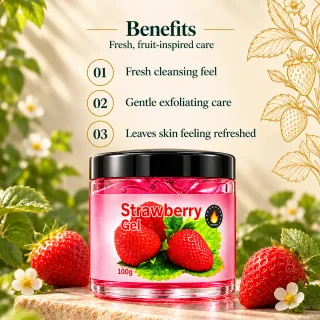 Benefits
Fresh, fruit-inspired care
01 Fresh cleansing feel
02 Gentle exfoliating care
03 Leaves skin feeling refreshed
Strawberry
Gel
100g